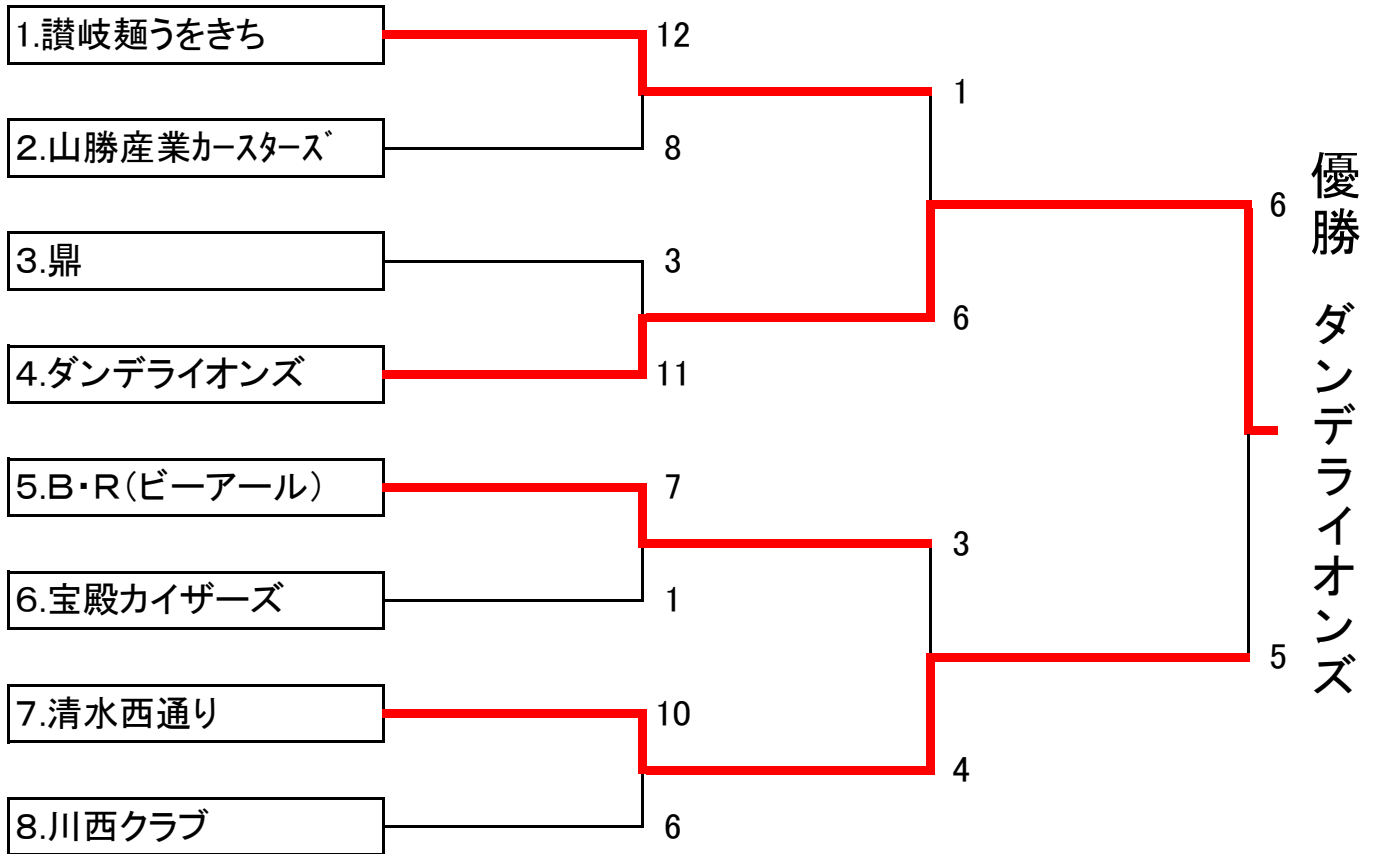 1.讃岐麺うをきち
12
1
2.山勝産業ｶｰｽﾀｰｽﾞ
8
6
3.鼎
3
6
4.ダンデライオンズ
11
5.B・R(ビーアール)
7
3
6.宝殿カイザーズ
1
5
7.清水西通り
10
4
8.川西クラブ
6
優勝 ダンデライオンズ